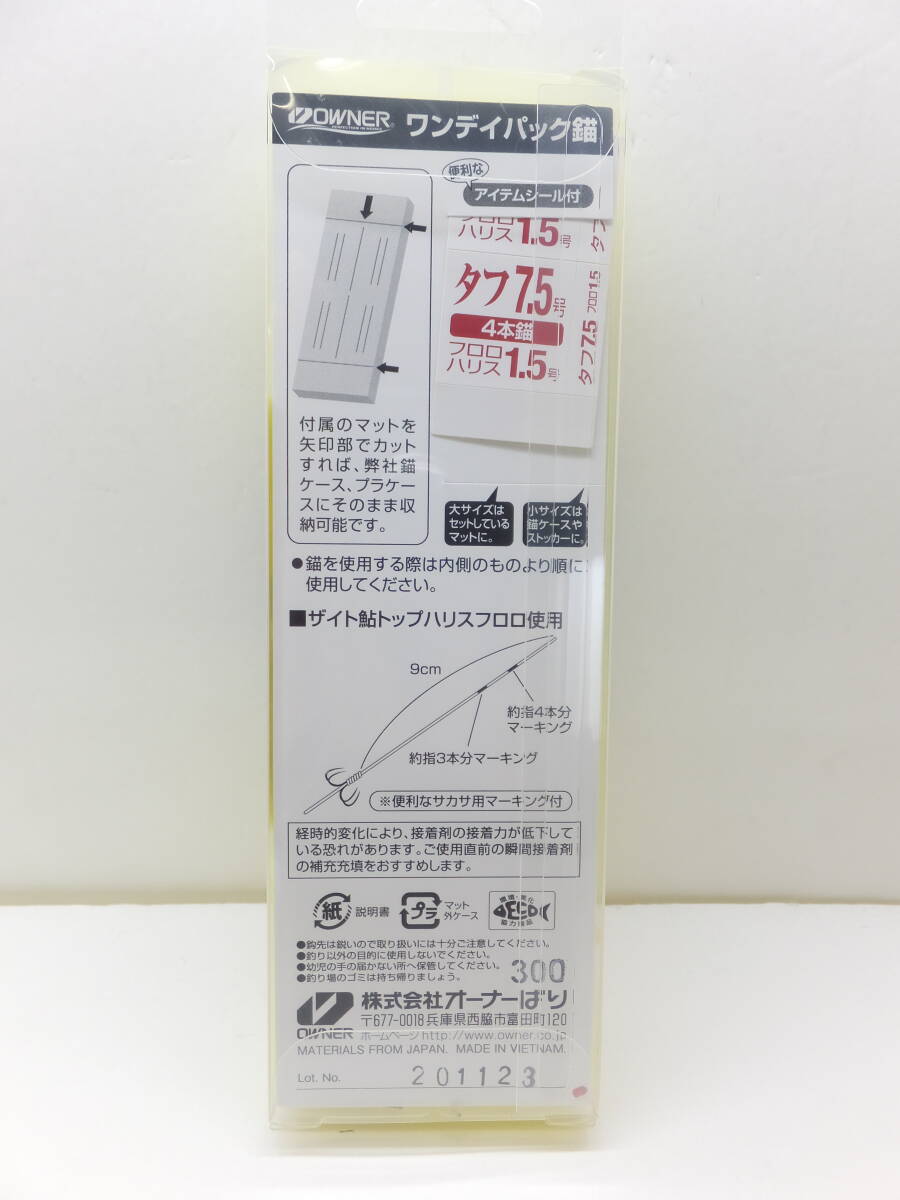 OWNER ワンデイパック錨
便利な
アイテムシール付
フロロ
ハリス1.5号
タフ
タフ7.5号
4本錨
フロロ
ハリス1.5号
タフ7.5 フロロ1.5
付属のマットを
矢印部でカット
すれば、弊社錨
ケース、プラケー
スにそのまま収
納可能です。
大サイズは
セットしている
マットに。
小サイズは
錨ケースや
ストッカーに。
●錨を使用する際は内側のものより順に
使用してください。
■ザイト鮎トップハリスフロロ使用
9cm
約指4本分
マーキング
約指3本分マーキング
※便利なサカサ用マーキング付
経時的変化により、接着剤の接着力が低下して
いる恐れがあります。ご使用直前の瞬間接着剤
の補充充填をおすすめします。
紙 説明書
プラ マット
外ケース
●鈎先は鋭いので取り扱いには十分ご注意してください。
●釣り以外の目的に使用しないでください。
●幼児の手の届かない所へ保管してください。
●釣り場のゴミは持ち帰りましょう。
300
OWNER
株式会社オーナーばり
〒677-0018 兵庫県西脇市富田町120
ホームページ http://www.owner.co.jp
MATERIALS FROM JAPAN. MADE IN VIETNAM.
Lot. No. 201123